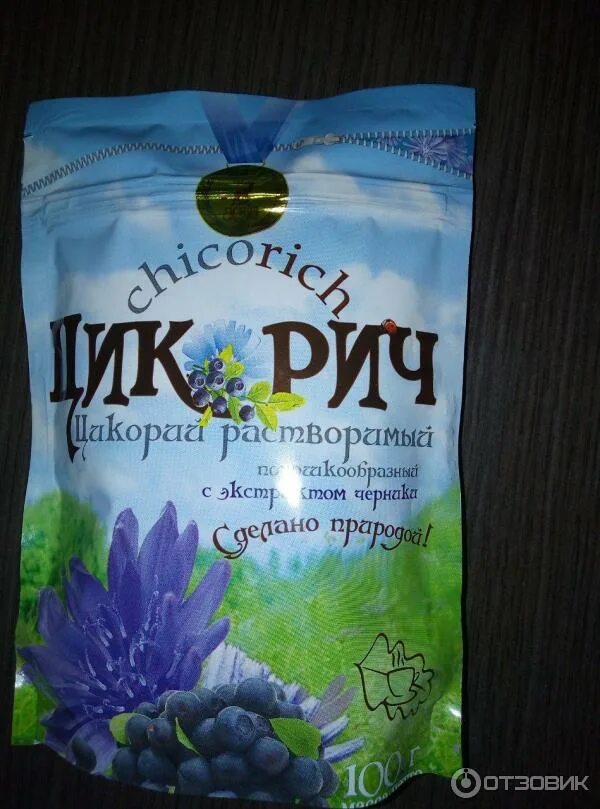 chicorich
ЦИКОРИЧ
Цикорий растворимый
порошкообразный
с экстрактом черники
Сделано природой!
100 г
ОТЗОВИК